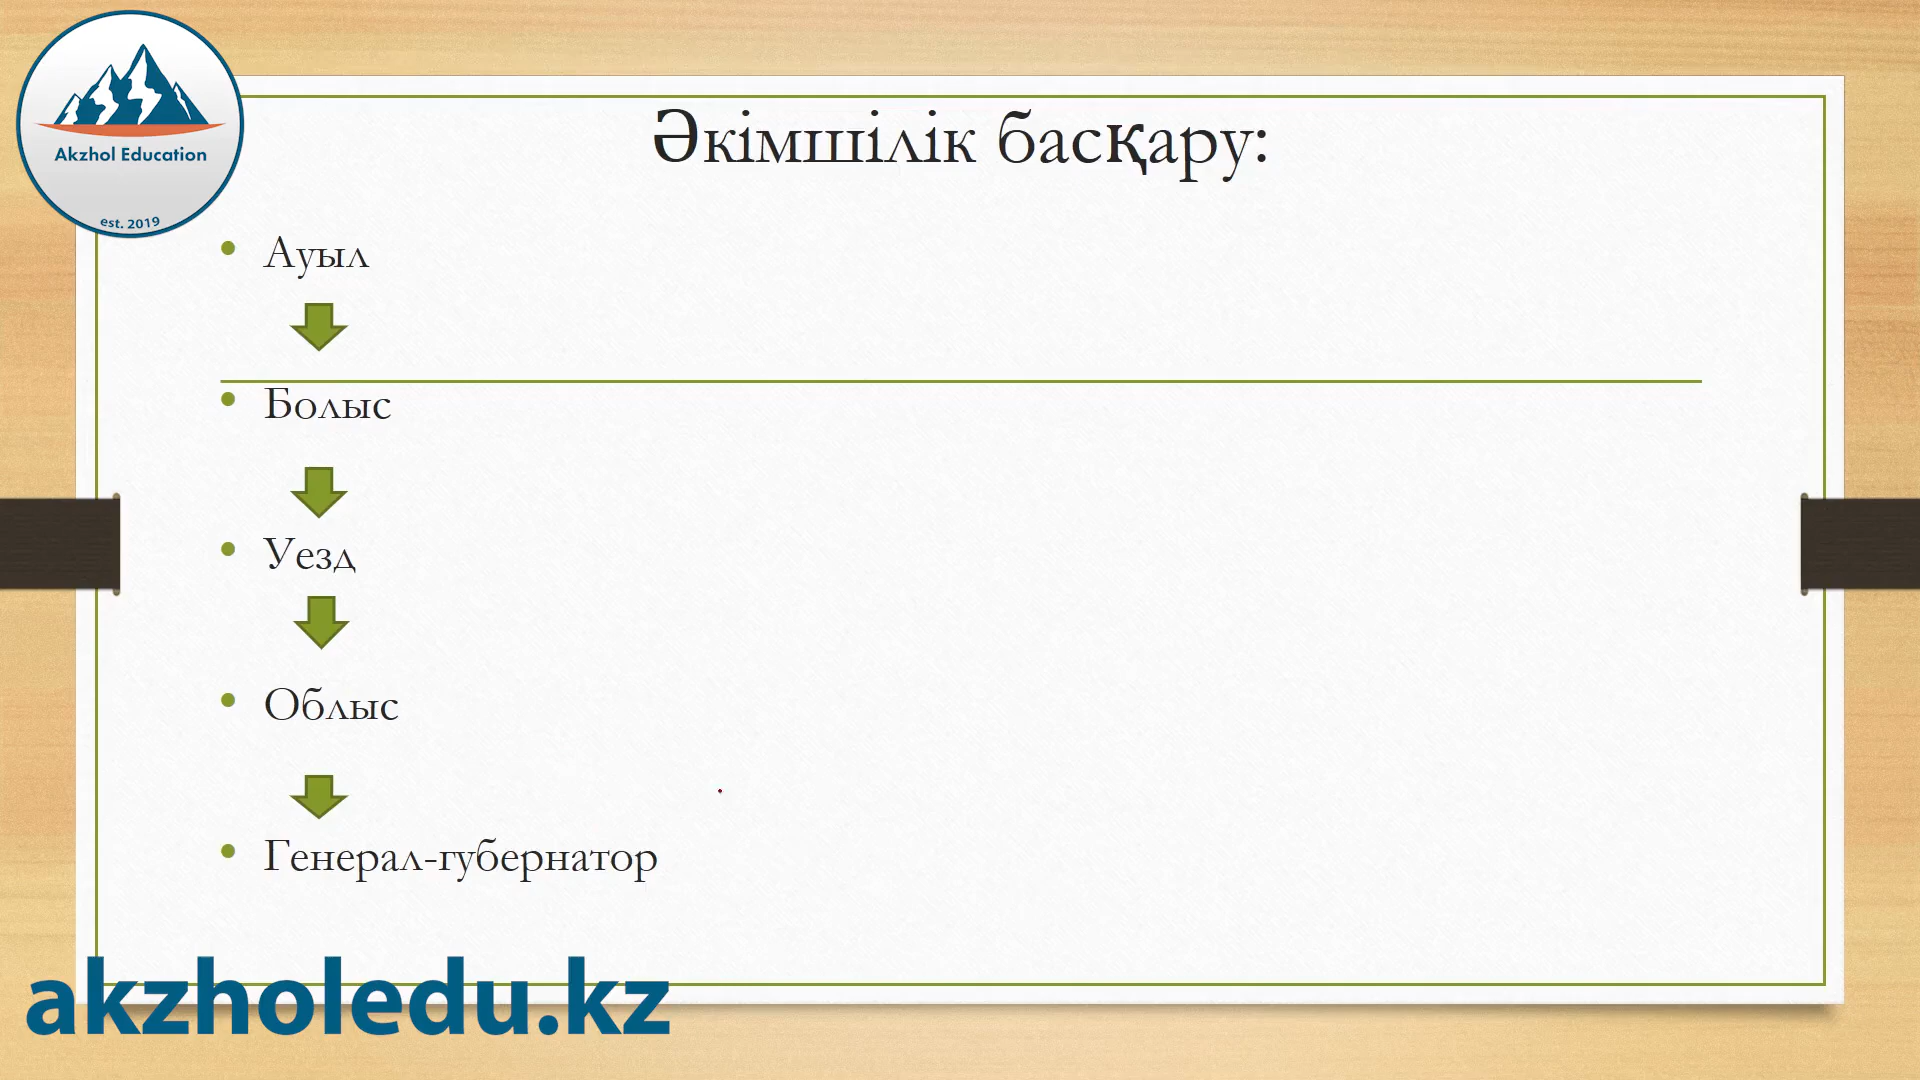 Akzhol Education
est. 2019
Әкімшілік басқару:
Ауыл
Болыс
Уезд
Облыс
Генерал-губернатор
akzholedu.kz